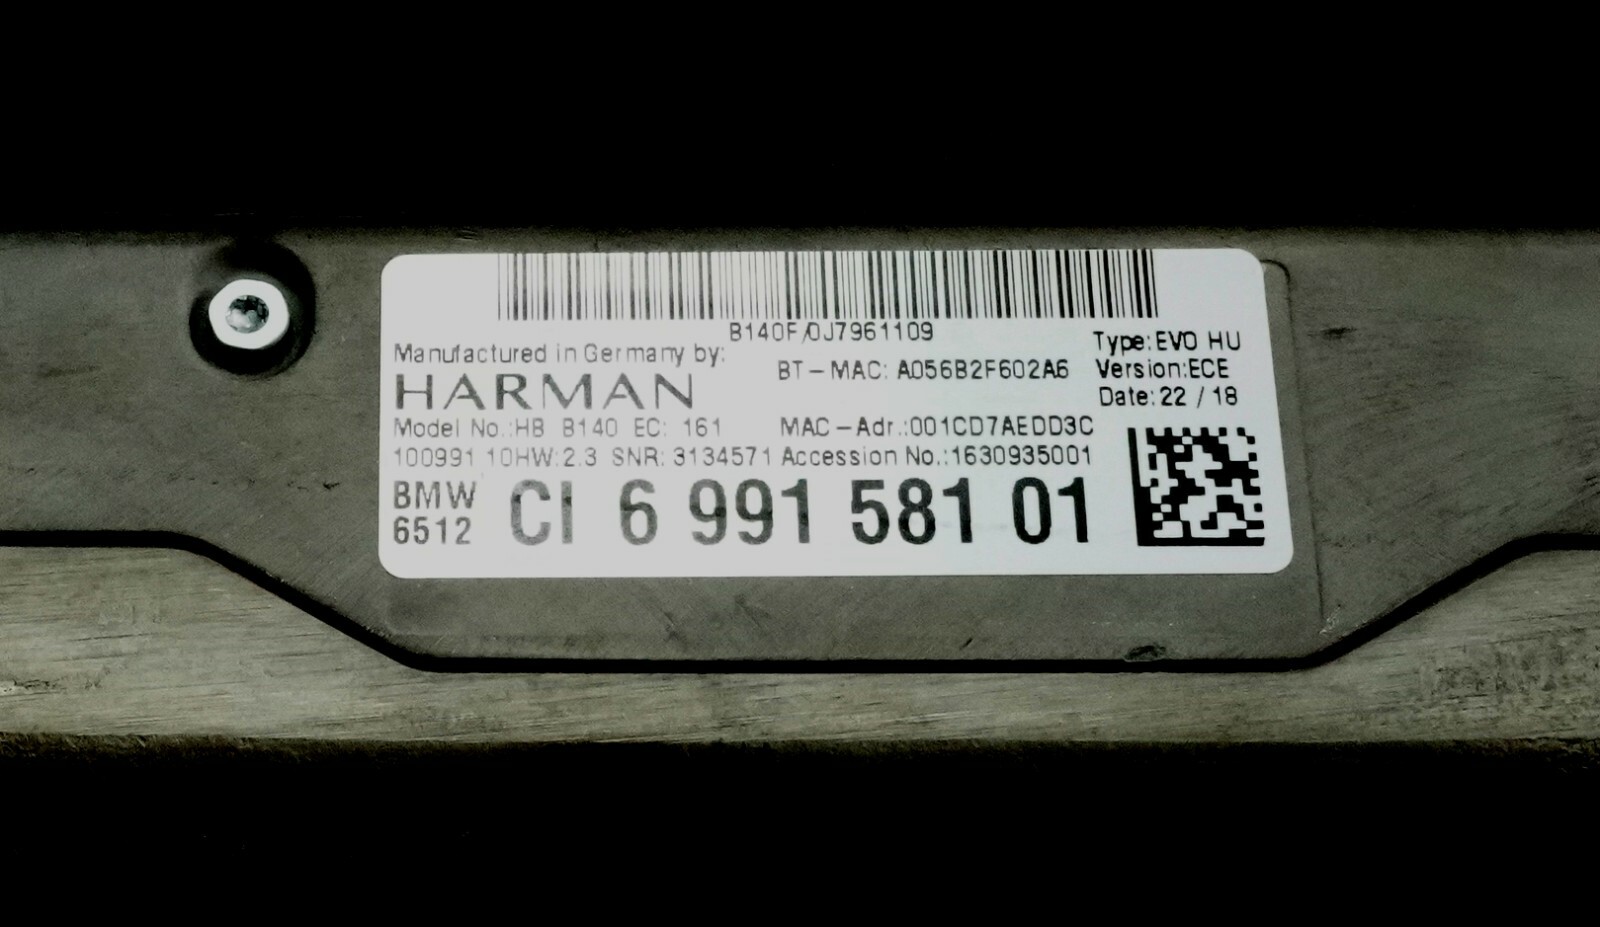 B140F/0J7961109
Manufactured in Germany by:
HARMAN
BT-MAC: A056B2F602A6
Type:EVO HU
Version:ECE
Date:22 / 18
Model No.:HB B140 EC: 161 MAC-Adr.:001CD7AEDD3C
100991 10HW:2.3 SNR: 3134571 Accession No.:1630935001
BMW
6512
CI 6 991 581 01